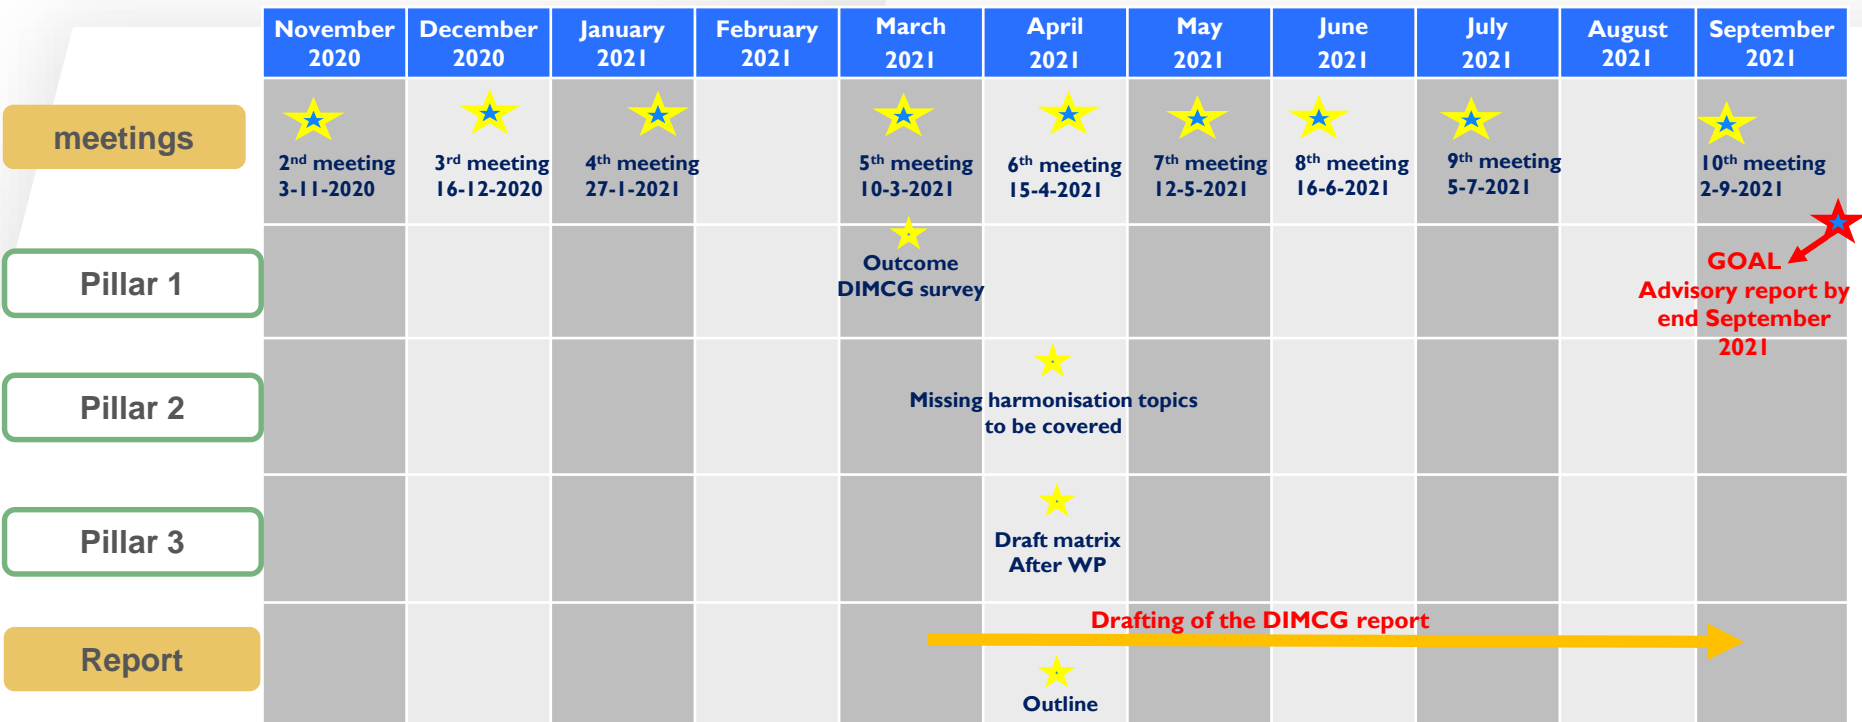 November 2020
December 2020
January 2021
February 2021
March 2021
April 2021
May 2021
June 2021
July 2021
August 2021
September 2021
meetings
2nd meeting
3-11-2020
3rd meeting
16-12-2020
4th meeting
27-1-2021
5th meeting
10-3-2021
6th meeting
15-4-2021
7th meeting
12-5-2021
8th meeting
16-6-2021
9th meeting
5-7-2021
10th meeting
2-9-2021
Pillar 1
Outcome
DIMCG survey
GOAL
Advisory report by
end September
2021
Pillar 2
Missing harmonisation topics
to be covered
Pillar 3
Draft matrix
After WP
Report
Drafting of the DIMCG report
Outline